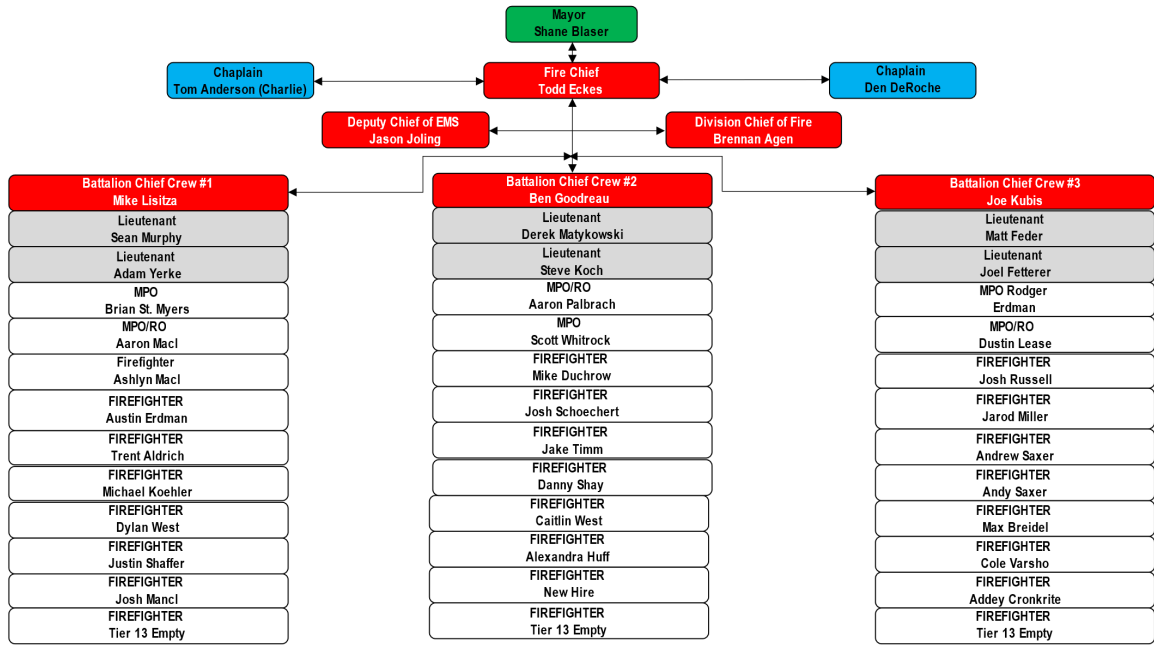 Mayor
Shane Blaser
Chaplain
Tom Anderson (Charlie)
Fire Chief
Todd Eckes
Chaplain
Den DeRoche
Deputy Chief of EMS
Jason Joling
Division Chief of Fire
Brennan Agen
Battalion Chief Crew #1
Mike Lisitza
Lieutenant
Sean Murphy
Lieutenant
Adam Yerke
MPO
Brian St. Myers
MPO/RO
Aaron Macl
Firefighter
Ashlyn Macl
FIREFIGHTER
Austin Erdman
FIREFIGHTER
Trent Aldrich
FIREFIGHTER
Michael Koehler
FIREFIGHTER
Dylan West
FIREFIGHTER
Justin Shaffer
FIREFIGHTER
Josh Mancl
FIREFIGHTER
Tier 13 Empty
Battalion Chief Crew #2
Ben Goodreau
Lieutenant
Derek Matykowski
Lieutenant
Steve Koch
MPO/RO
Aaron Palbrach
MPO
Scott Whitrock
FIREFIGHTER
Mike Duchrow
FIREFIGHTER
Josh Schoechert
FIREFIGHTER
Jake Timm
FIREFIGHTER
Danny Shay
FIREFIGHTER
Caitlin West
FIREFIGHTER
Alexandra Huff
FIREFIGHTER
New Hire
FIREFIGHTER
Tier 13 Empty
Battalion Chief Crew #3
Joe Kubis
Lieutenant
Matt Feder
Lieutenant
Joel Fetterer
MPO Rodger
Erdman
MPO/RO
Dustin Lease
FIREFIGHTER
Josh Russell
FIREFIGHTER
Jarod Miller
FIREFIGHTER
Andrew Saxer
FIREFIGHTER
Andy Saxer
FIREFIGHTER
Max Breidel
FIREFIGHTER
Cole Varsho
FIREFIGHTER
Addey Cronkrite
FIREFIGHTER
Tier 13 Empty